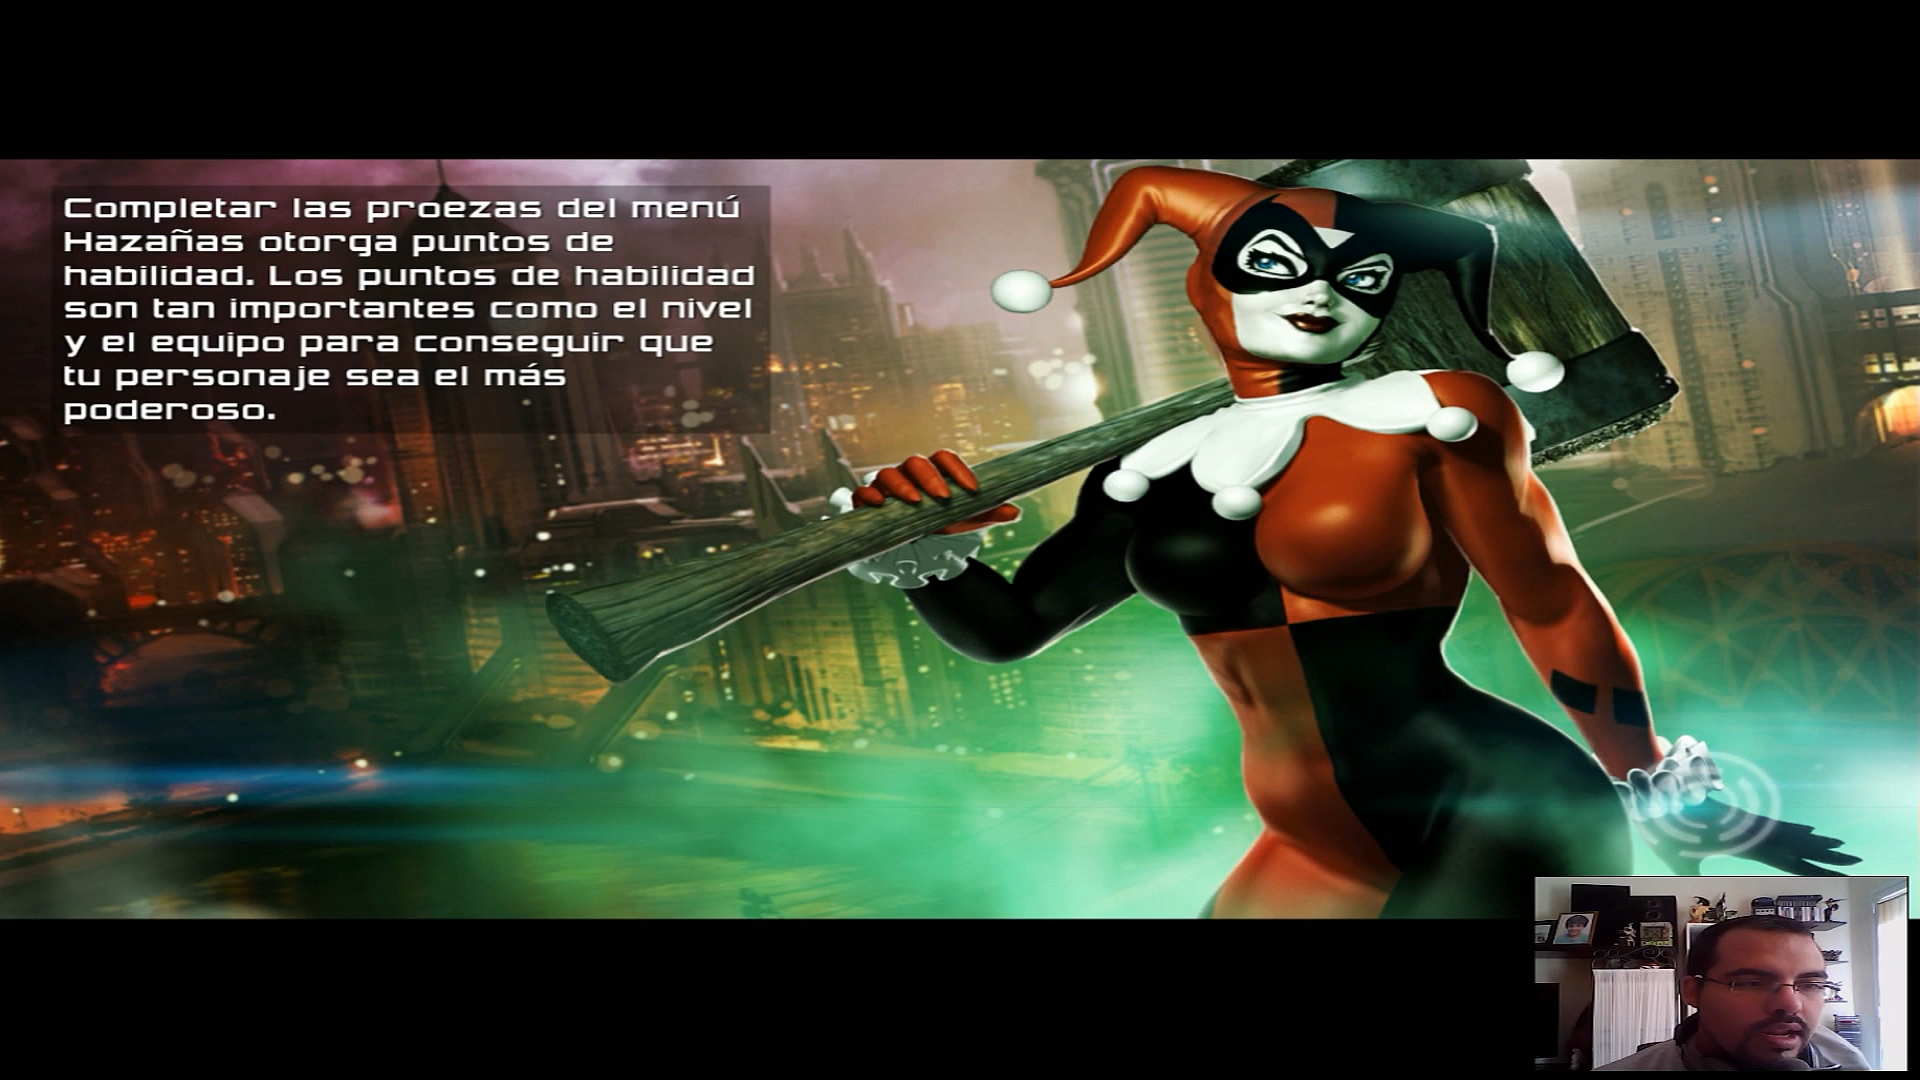 Completar las proezas del menú
Hazañas otorga puntos de
habilidad. Los puntos de habilidad
son tan importantes como el nivel
y el equipo para conseguir que
tu personaje sea el más
poderoso.